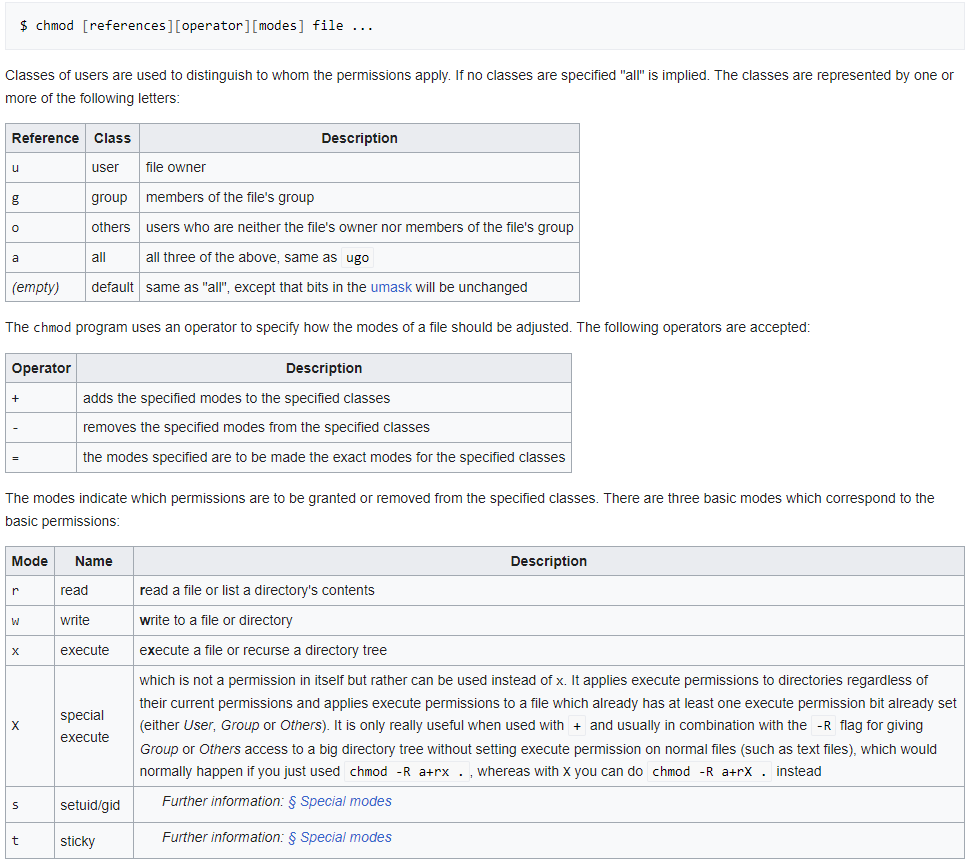 $ chmod [references][operator][modes] file ...
Classes of users are used to distinguish to whom the permissions apply. If no classes are specified "all" is implied. The classes are represented by one or
more of the following letters:
Reference Class Description
u user file owner
g group members of the file's group
o others users who are neither the file's owner nor members of the file's group
a all all three of the above, same as ugo
(empty) default same as "all", except that bits in the umask will be unchanged
The chmod program uses an operator to specify how the modes of a file should be adjusted. The following operators are accepted:
Operator Description
+ adds the specified modes to the specified classes
- removes the specified modes from the specified classes
= the modes specified are to be made the exact modes for the specified classes
The modes indicate which permissions are to be granted or removed from the specified classes. There are three basic modes which correspond to the
basic permissions:
Mode Name Description
r read read a file or list a directory's contents
w write write to a file or directory
x execute execute a file or recurse a directory tree
X special execute which is not a permission in itself but rather can be used instead of x. It applies execute permissions to directories regardless of
their current permissions and applies execute permissions to a file which already has at least one execute permission bit already set
(either User, Group or Others). It is only really useful when used with + and usually in combination with the -R flag for giving
Group or Others access to a big directory tree without setting execute permission on normal files (such as text files), which would
normally happen if you just used chmod -R a+rx . , whereas with X you can do chmod -R a+rX . instead
s setuid/gid Further information: § Special modes
t sticky Further information: § Special modes